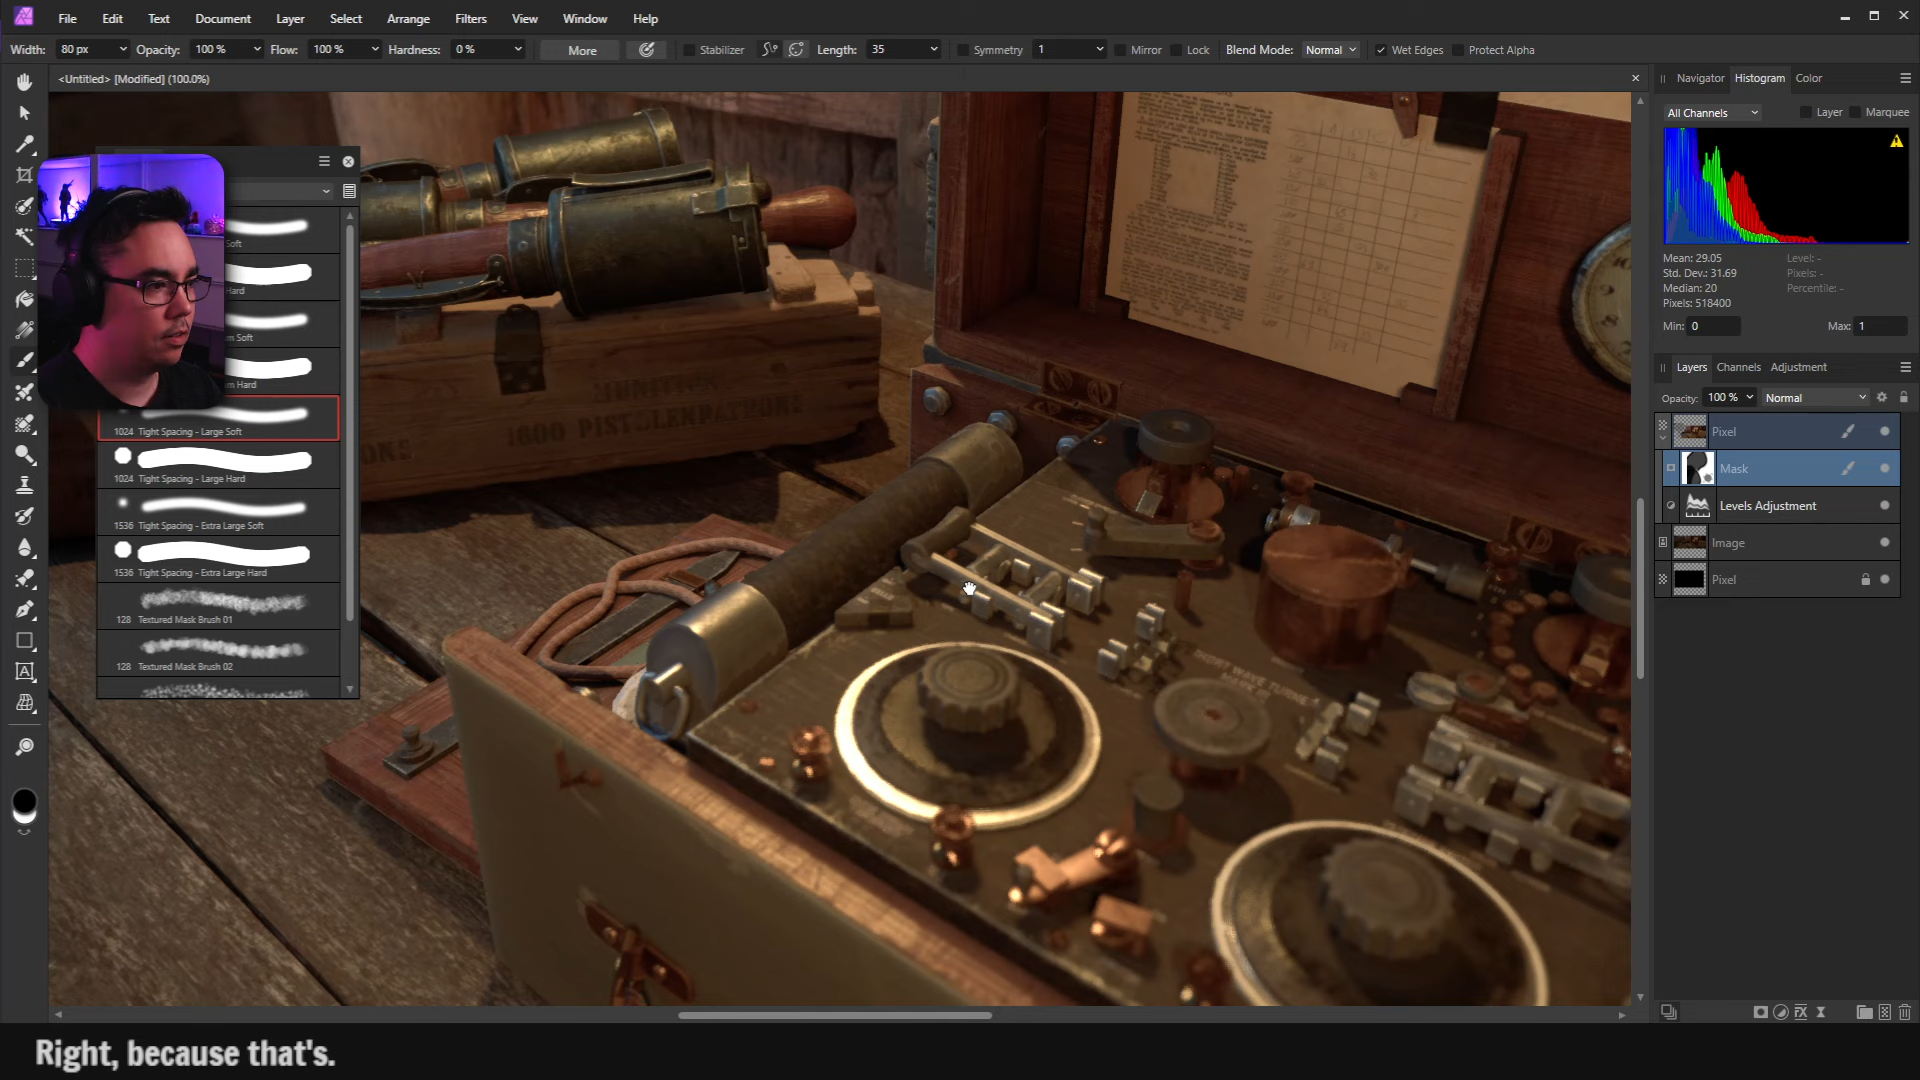 File Edit Text Document Layer Select Arrange Filters View Window Help
Width: 80 px Opacity: 100 % Flow: 100 % Hardness: 0 % More Stabilizer Length: 35 Symmetry 1 Mirror Lock Blend Mode: Normal Wet Edges Protect Alpha
<Untitled> [Modified] (100.0%)
Navigator Histogram Color
All Channels Layer Marquee
Mean: 29.05 Level: -
Std. Dev.: 31.69 Pixels: -
Median: 20 Percentile: -
Pixels: 518400
Min: 0 Max: 1
Layers Channels Adjustment
Opacity: 100 % Normal
Pixel
Mask
Levels Adjustment
Image
Pixel
Soft
Hard
m Soft
m Hard
1024 Tight Spacing - Large Soft
1024 Tight Spacing - Large Hard
1536 Tight Spacing - Extra Large Soft
1536 Tight Spacing - Extra Large Hard
128 Textured Mask Brush 01
128 Textured Mask Brush 02
1600 PISTOLENPATRONS
Right, because that's.